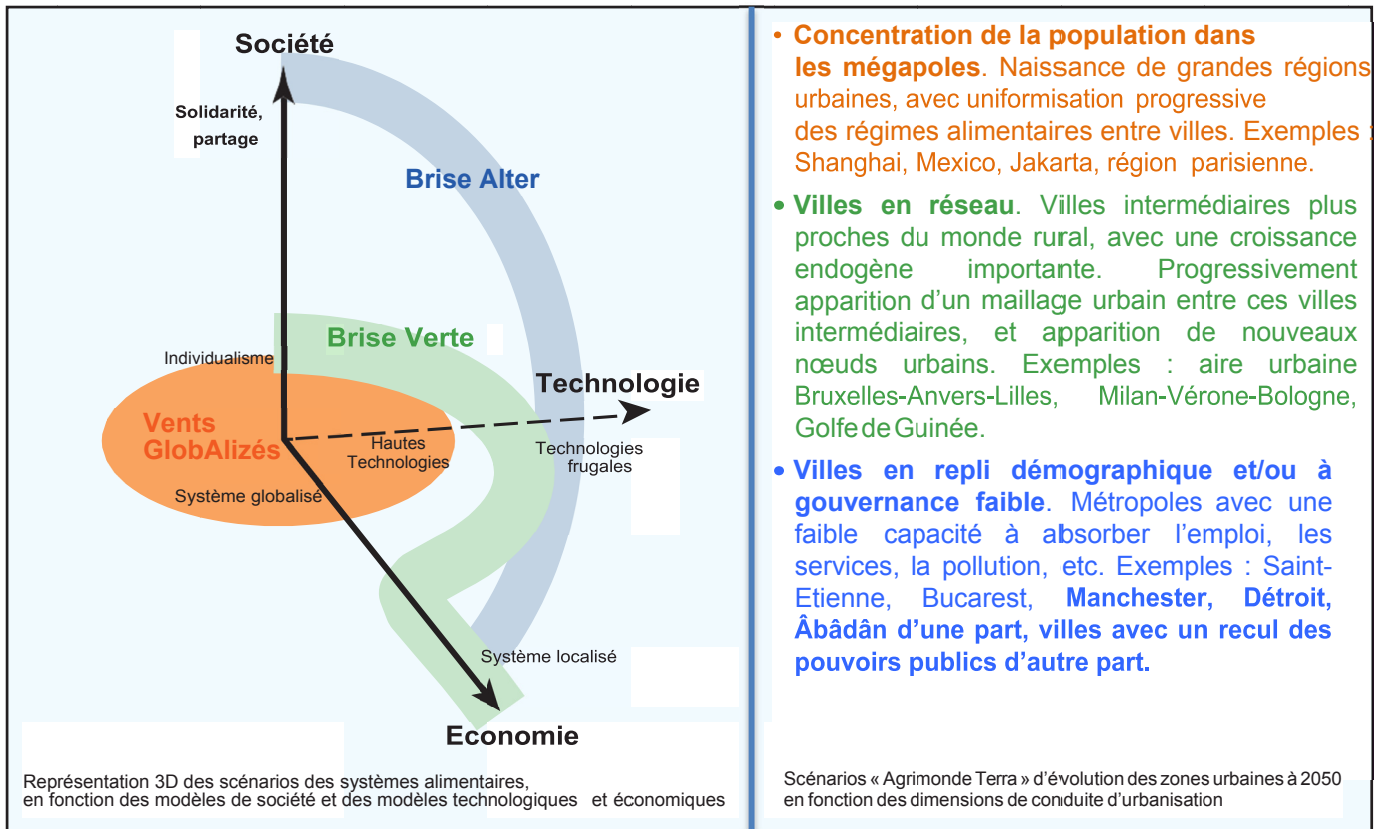 Société
Solidarité,
partage
Brise Alter
Brise Verte
Individualisme
Technologie
Vents
GlobAlizés
Hautes
Technologies
Technologies
frugales
Système globalisé
Système localisé
Economie
Représentation 3D des scénarios des systèmes alimentaires,
en fonction des modèles de société et des modèles technologiques et économiques
• Concentration de la population dans
les mégapoles. Naissance de grandes régions
urbaines, avec uniformisation progressive
des régimes alimentaires entre villes. Exemples :
Shanghai, Mexico, Jakarta, région parisienne.
• Villes en réseau. Villes intermédiaires plus
proches du monde rural, avec une croissance
endogène importante. Progressivement
apparition d’un maillage urbain entre ces villes
intermédiaires, et apparition de nouveaux
nœuds urbains. Exemples : aire urbaine
Bruxelles-Anvers-Lilles, Milan-Vérone-Bologne,
Golfe de Guinée.
• Villes en repli démographique et/ou à
gouvernance faible. Métropoles avec une
faible capacité à absorber l’emploi, les
services, la pollution, etc. Exemples : Saint-
Etienne, Bucarest, Manchester, Détroit,
Âbâdân d’une part, villes avec un recul des
pouvoirs publics d’autre part.
Scénarios « Agrimonde Terra » d’évolution des zones urbaines à 2050
en fonction des dimensions de conduite d’urbanisation